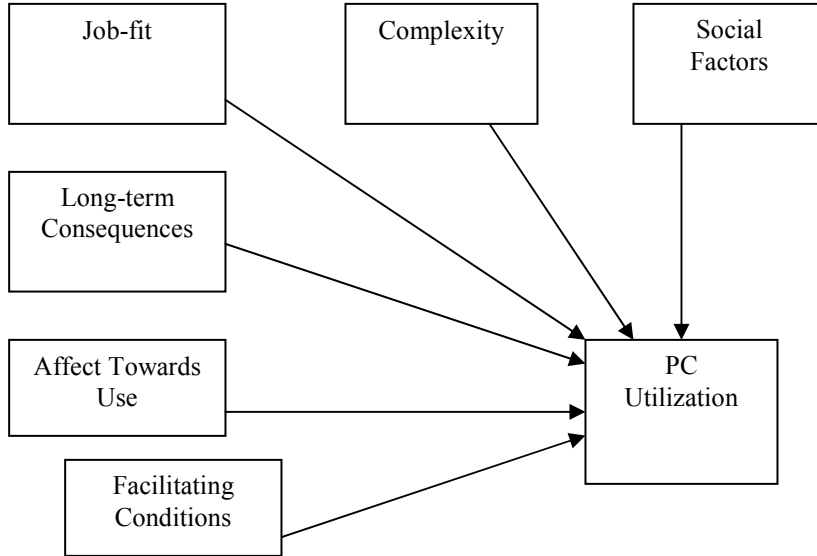 Job-fit
Complexity
Social
Factors
Long-term
Consequences
Affect Towards
Use
PC
Utilization
Facilitating
Conditions